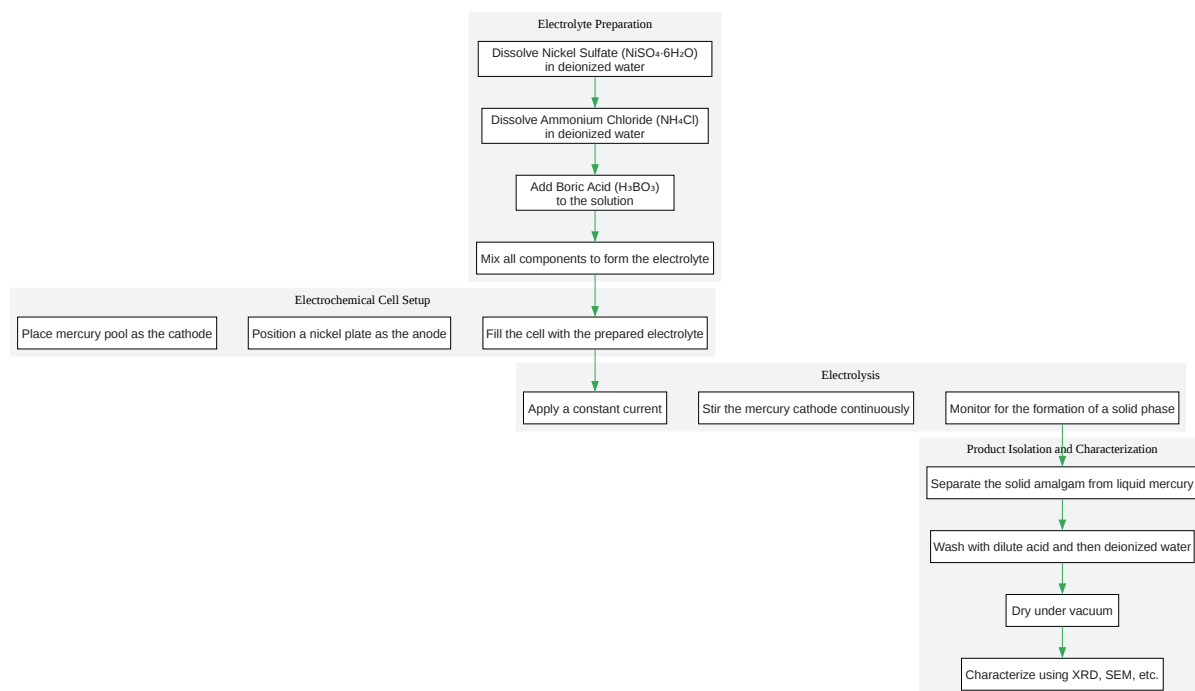 Electrolyte Preparation
Dissolve Nickel Sulfate (NiSO₄·6H₂O)
in deionized water
Dissolve Ammonium Chloride (NH₄Cl)
in deionized water
Add Boric Acid (H₃BO₃)
to the solution
Mix all components to form the electrolyte
Electrochemical Cell Setup
Place mercury pool as the cathode
Position a nickel plate as the anode
Fill the cell with the prepared electrolyte
Electrolysis
Apply a constant current
Stir the mercury cathode continuously
Monitor for the formation of a solid phase
Product Isolation and Characterization
Separate the solid amalgam from liquid mercury
Wash with dilute acid and then deionized water
Dry under vacuum
Characterize using XRD, SEM, etc.